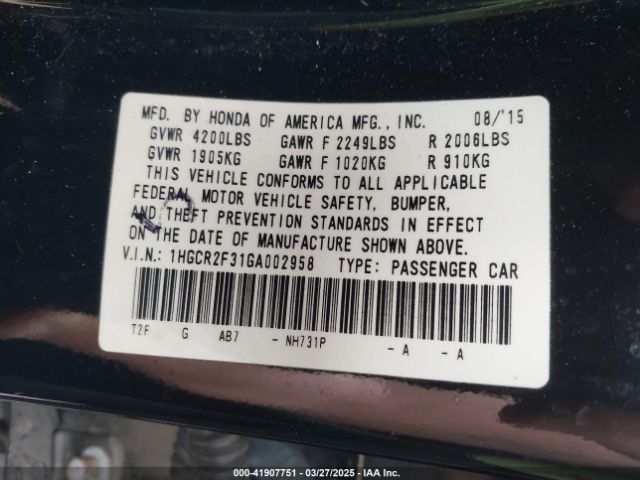 MFD. BY HONDA OF AMERICA MFG., INC. 08/'15
GVWR 4200LBS GAWR F 2249LBS R 2006LBS
GVWR 1905KG GAWR F 1020KG R 910KG
THIS VEHICLE CONFORMS TO ALL APPLICABLE
FEDERAL MOTOR VEHICLE SAFETY, BUMPER,
AND THEFT PREVENTION STANDARDS IN EFFECT
ON THE DATE OF MANUFACTURE SHOWN ABOVE.
V.I.N.: 1HGCR2F31GA002958 TYPE: PASSENGER CAR
T2F G AB7 - NH731P - A - A
000-41907751 | 03/27/2025 | IAA Inc.